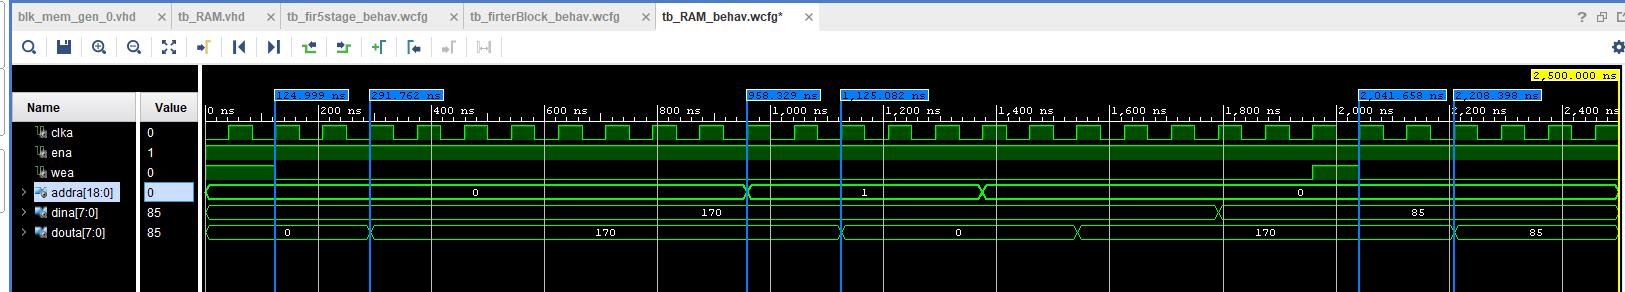 blk_mem_gen_0.vhd × tb_RAM.vhd × tb_fir5stage_behav.wcfg × tb_firterBlock_behav.wcfg × tb_RAM_behav.wcfg* × ?
2,500.000 ns
Name Value 124.999 ns 291.762 ns 958.329 ns 1,125.082 ns 2,041.658 ns 2,208.398 ns
0 ns 200 ns 400 ns 600 ns 800 ns 1,000 ns 1,200 ns 1,400 ns 1,600 ns 1,800 ns 2,000 ns 2,200 ns 2,400 ns
clka 0
ena 1
wea 0
addra[18:0] 0 0 1 0
dina[7:0] 85 170 85
douta[7:0] 85 0 170 0 170 85